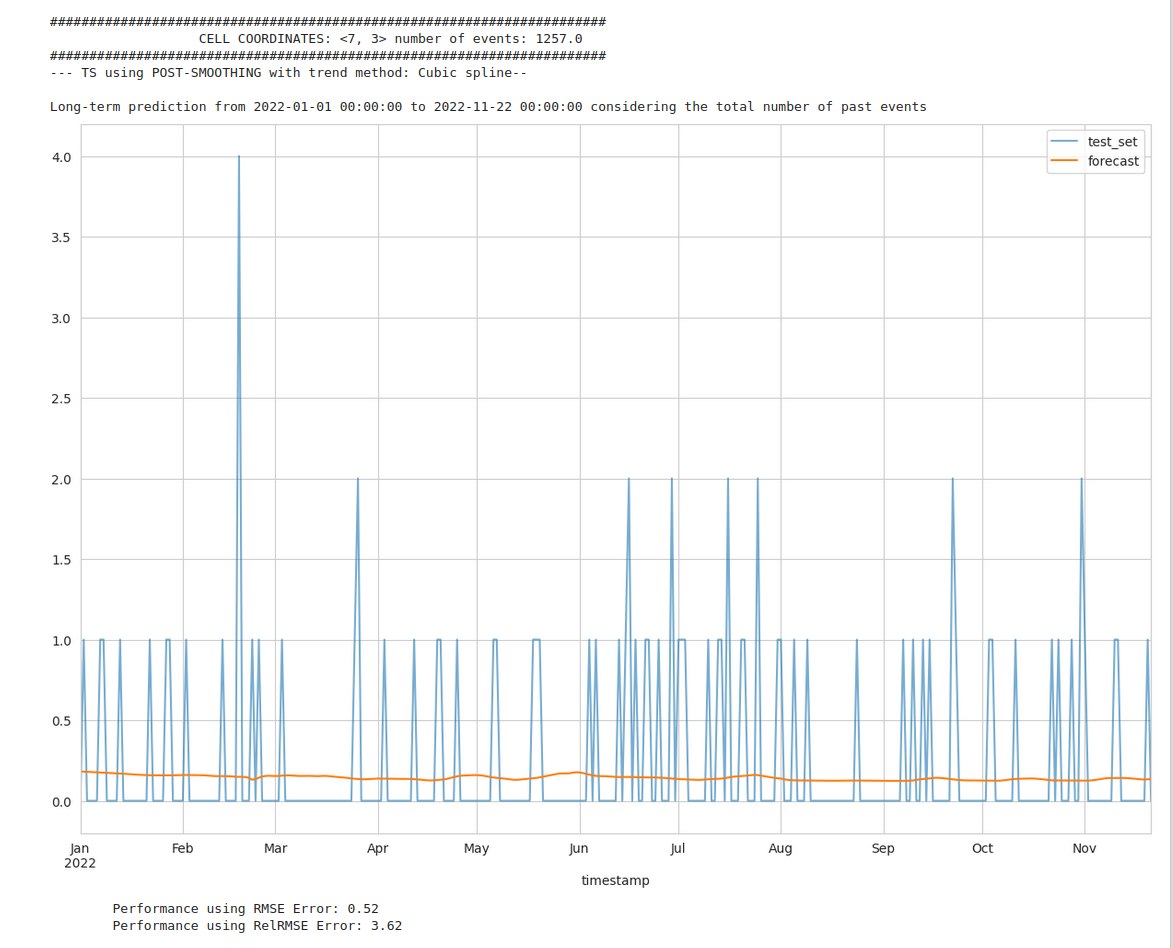 #######################################################################
CELL COORDINATES: <7, 3> number of events: 1257.0
#######################################################################
--- TS using POST-SMOOTHING with trend method: Cubic spline--
Long-term prediction from 2022-01-01 00:00:00 to 2022-11-22 00:00:00 considering the total number of past events
test_set
forecast
4.0
3.5
3.0
2.5
2.0
1.5
1.0
0.5
0.0
Jan Feb Mar Apr May Jun Jul Aug Sep Oct Nov
2022
timestamp
Performance using RMSE Error: 0.52
Performance using RelRMSE Error: 3.62